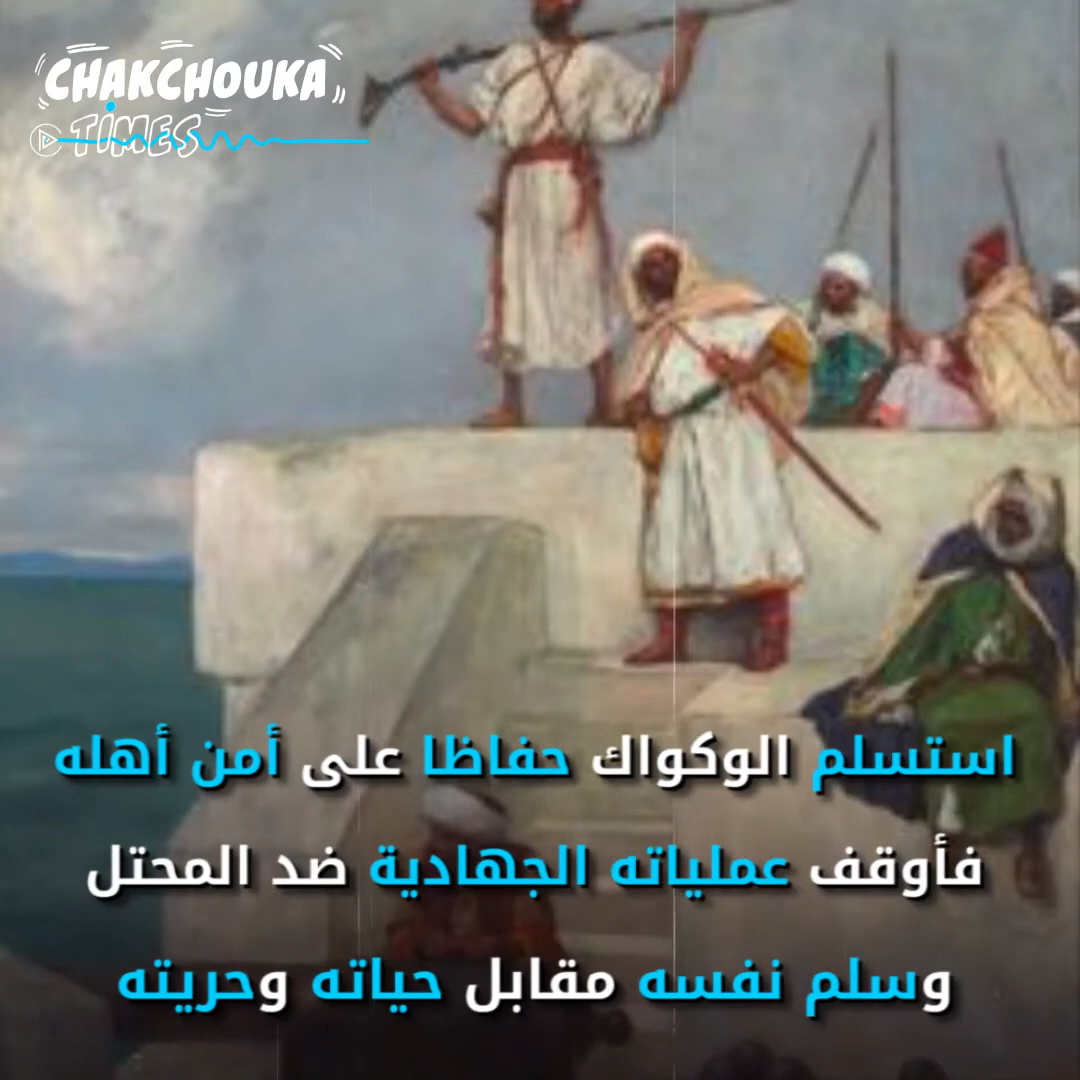 CHAKCHOUKA
TIMES
استسلم الوكواك حفاظا على أمن أهله
فأوقف عملياته الجهادية ضد المحتل
وسلم نفسه مقابل حياته وحريته